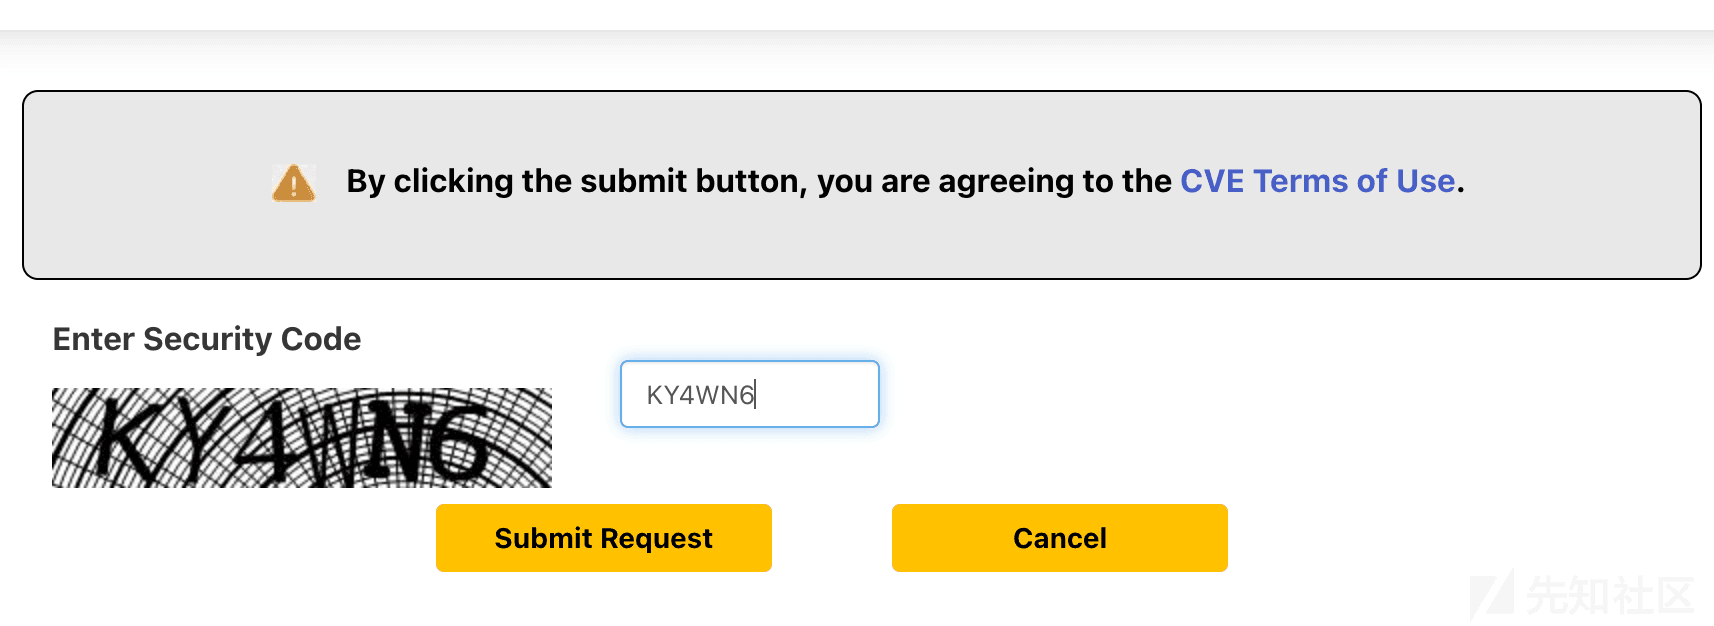 By clicking the submit button, you are agreeing to the CVE Terms of Use.
Enter Security Code
KY4WN6
KY4WN6
Submit Request
Cancel
先知社区